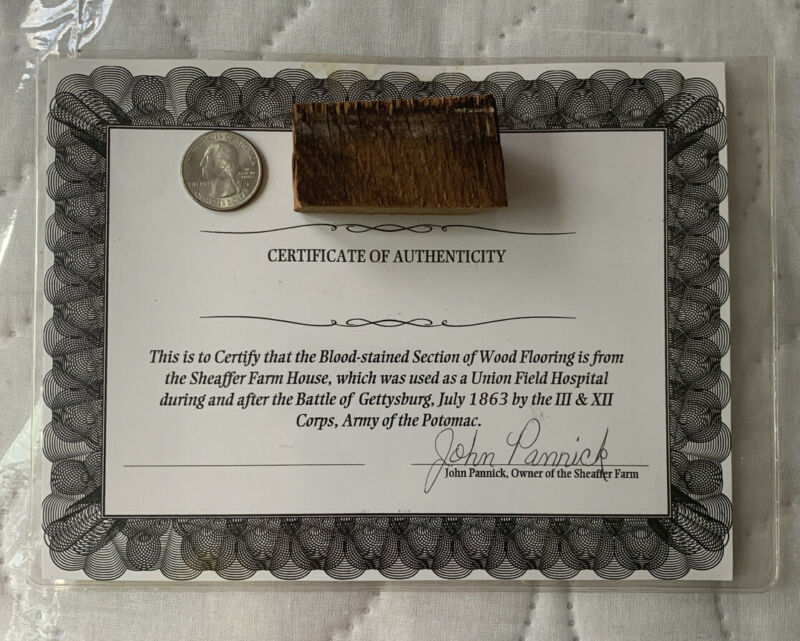 CERTIFICATE OF AUTHENTICITY
This is to Certify that the Blood-stained Section of Wood Flooring is from
the Sheaffer Farm House, which was used as a Union Field Hospital
during and after the Battle of Gettysburg, July 1863 by the III & XII
Corps, Army of the Potomac.
John Pannick
John Pannick, Owner of the Sheaffer Farm